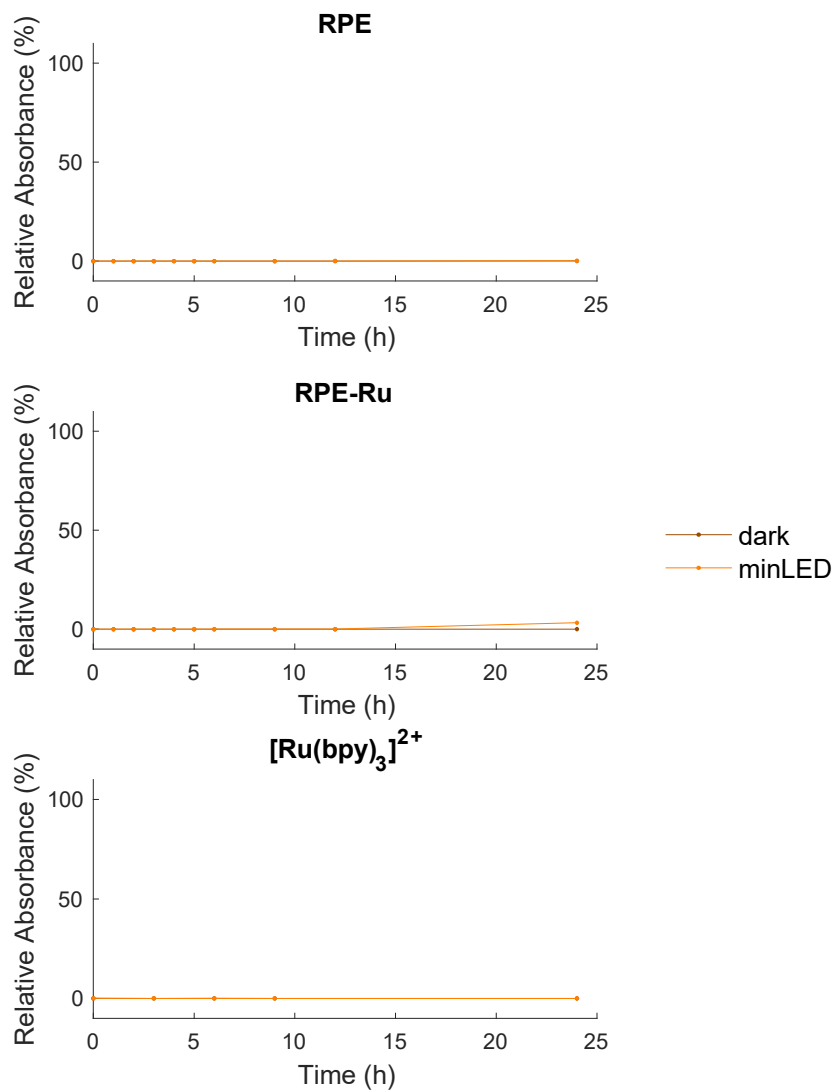 RPE
Relative Absorbance (%)
100
50
0
0 5 10 15 20 25
Time (h)
RPE-Ru
Relative Absorbance (%)
100
50
0
0 5 10 15 20 25
Time (h)
dark
minLED
[Ru(bpy)₃]²⁺
Relative Absorbance (%)
100
50
0
0 5 10 15 20 25
Time (h)